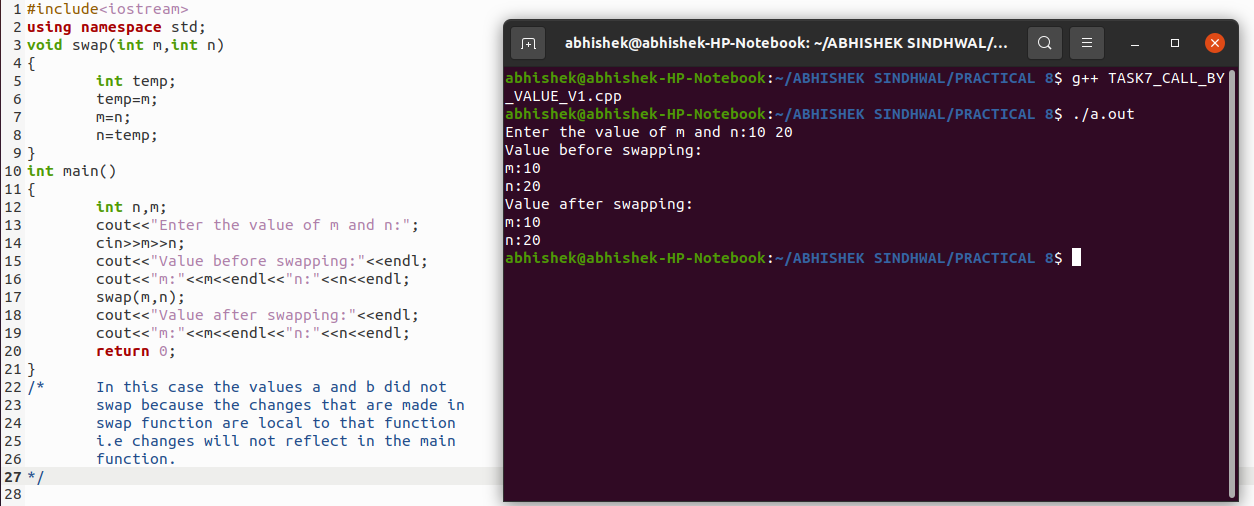 1 #include<iostream>
2 using namespace std;
3 void swap(int m,int n)
4 {
5 int temp;
6 temp=m;
7 m=n;
8 n=temp;
9 }
10 int main()
11 {
12 int n,m;
13 cout<<"Enter the value of m and n:";
14 cin>>m>>n;
15 cout<<"Value before swapping:"<<endl;
16 cout<<"m:"<<m<<endl<<"n:"<<n<<endl;
17 swap(m,n);
18 cout<<"Value after swapping:"<<endl;
19 cout<<"m:"<<m<<endl<<"n:"<<n<<endl;
20 return 0;
21 }
22 /* In this case the values a and b did not
23 swap because the changes that are made in
24 swap function are local to that function
25 i.e changes will not reflect in the main
26 function.
27 */
28
abhishek@abhishek-HP-Notebook: ~/ABHISHEK SINDHWAL/...
abhishek@abhishek-HP-Notebook:~/ABHISHEK SINDHWAL/PRACTICAL 8$ g++ TASK7_CALL_BY
_VALUE_V1.cpp
abhishek@abhishek-HP-Notebook:~/ABHISHEK SINDHWAL/PRACTICAL 8$ ./a.out
Enter the value of m and n:10 20
Value before swapping:
m:10
n:20
Value after swapping:
m:10
n:20
abhishek@abhishek-HP-Notebook:~/ABHISHEK SINDHWAL/PRACTICAL 8$